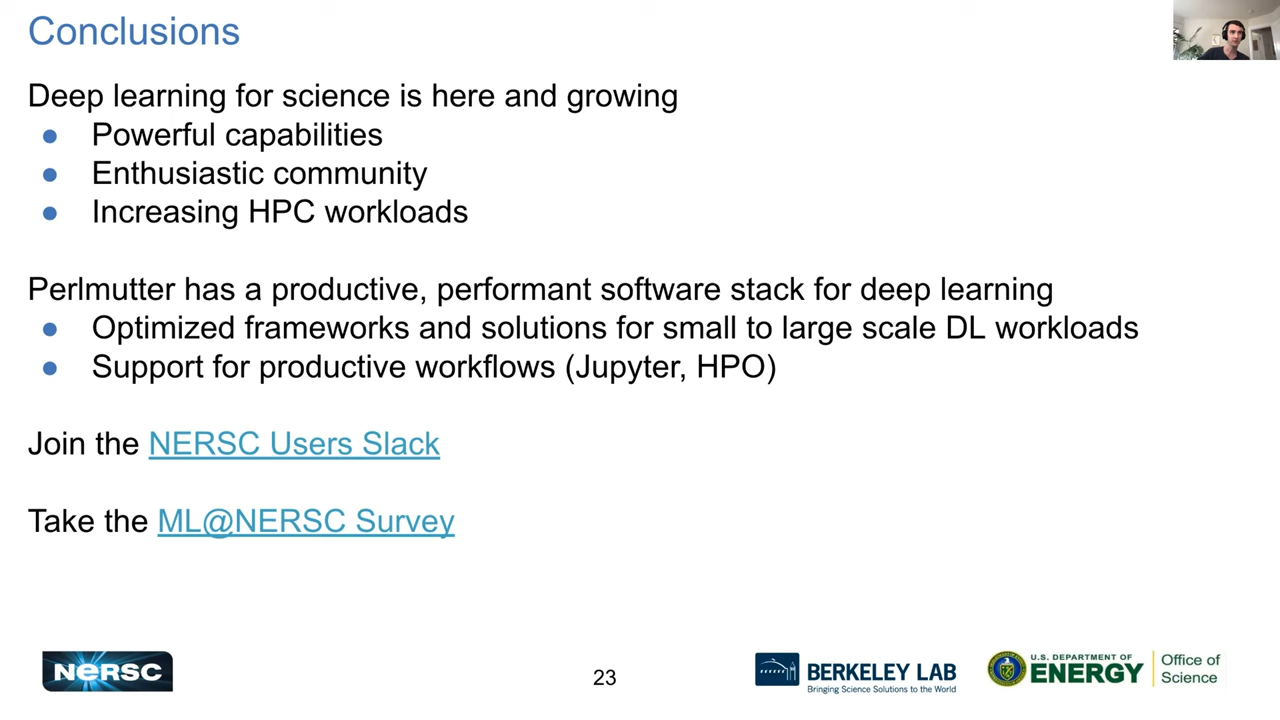 Conclusions
Deep learning for science is here and growing
● Powerful capabilities
● Enthusiastic community
● Increasing HPC workloads
Perlmutter has a productive, performant software stack for deep learning
● Optimized frameworks and solutions for small to large scale DL workloads
● Support for productive workflows (Jupyter, HPO)
Join the NERSC Users Slack
Take the ML@NERSC Survey
NERSC
23
BERKELEY LAB
Bringing Science Solutions to the World
U.S. DEPARTMENT OF
ENERGY
Office of
Science